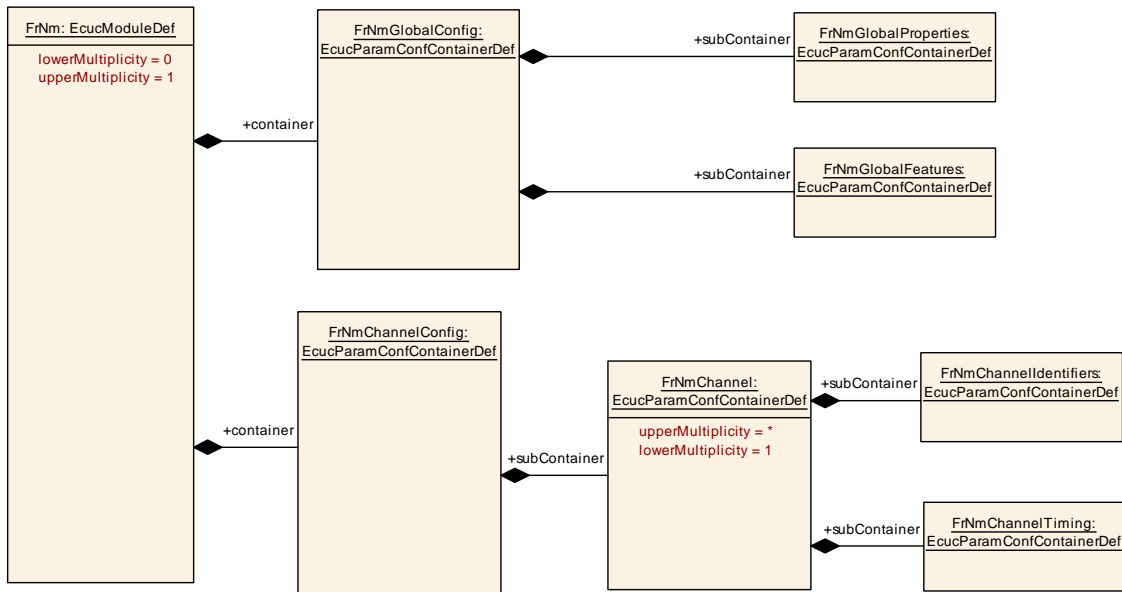 FrNm: EcucModuleDef
lowerMultiplicity = 0
upperMultiplicity = 1
+container
FrNmGlobalConfig:
EcucParamConfContainerDef
+subContainer
FrNmGlobalProperties:
EcucParamConfContainerDef
+subContainer
FrNmGlobalFeatures:
EcucParamConfContainerDef
+container
FrNmChannelConfig:
EcucParamConfContainerDef
+subContainer
FrNmChannel:
EcucParamConfContainerDef
upperMultiplicity = *
lowerMultiplicity = 1
+subContainer
FrNmChannelIdentifiers:
EcucParamConfContainerDef
+subContainer
FrNmChannelTiming:
EcucParamConfContainerDef